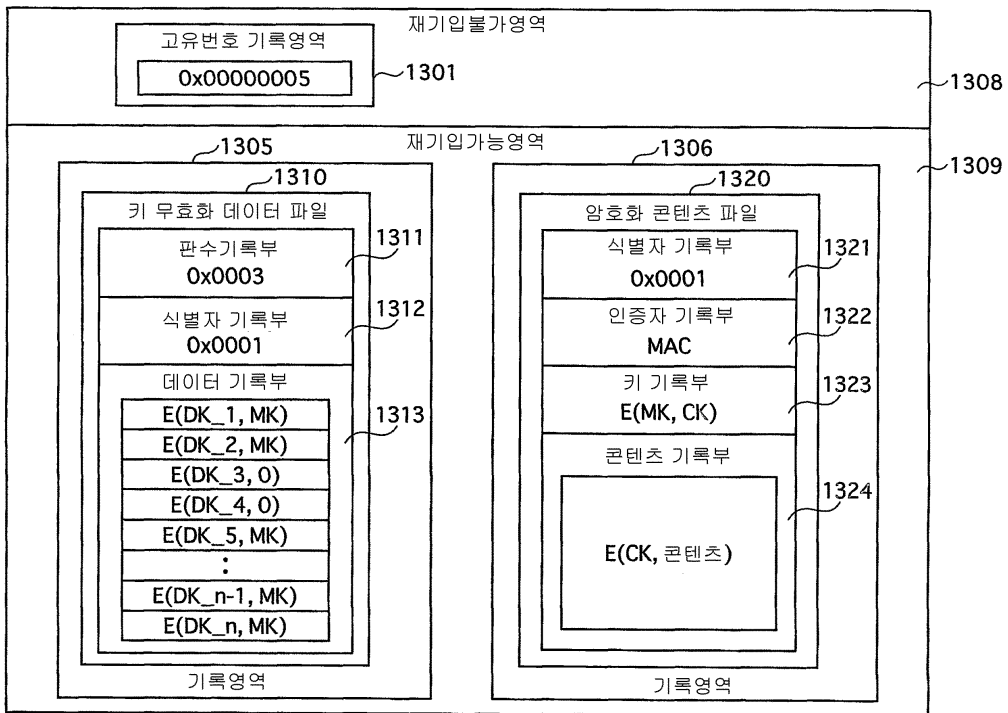 재기입불가영역
고유번호 기록영역
0x00000005
1301
1308
재기입가능영역
1305
1310
키 무효화 데이터 파일
판수기록부
0x0003
1311
식별자 기록부
0x0001
1312
데이터 기록부
E(DK_1, MK)
E(DK_2, MK)
E(DK_3, 0)
E(DK_4, 0)
E(DK_5, MK)
:
E(DK_n-1, MK)
E(DK_n, MK)
1313
기록영역
1306
1309
1320
암호화 콘텐츠 파일
식별자 기록부
0x0001
1321
인증자 기록부
MAC
1322
키 기록부
E(MK, CK)
1323
콘텐츠 기록부
E(CK, 콘텐츠)
1324
기록영역